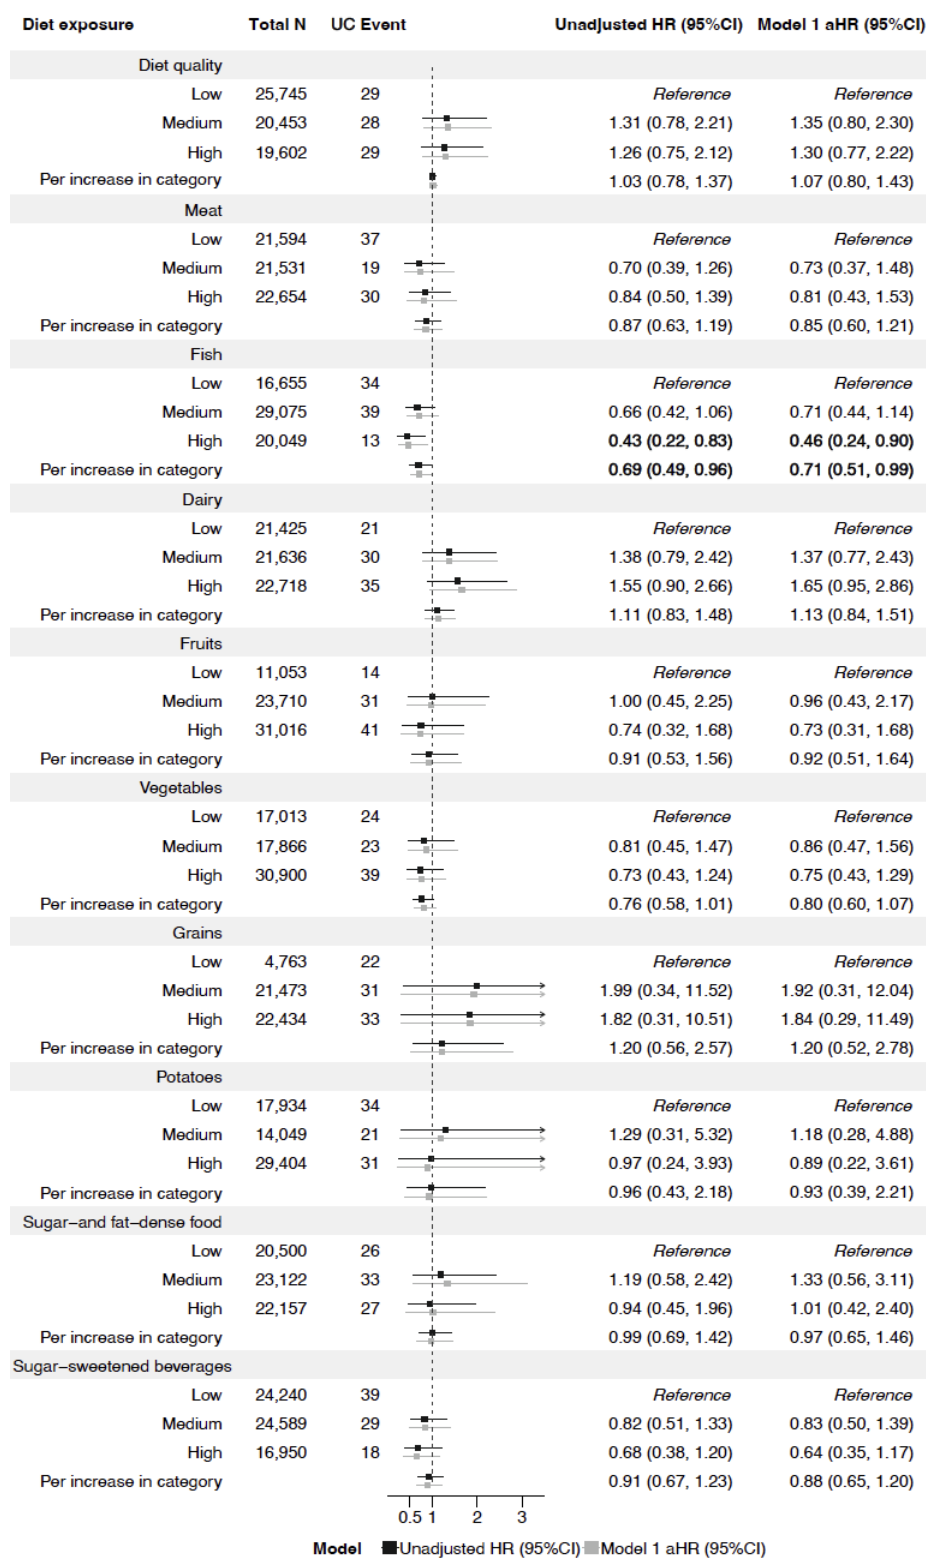 Diet exposure Total N UC Event Unadjusted HR (95%CI) Model 1 aHR (95%CI)
Diet quality
Low 25,745 29 Reference Reference
Medium 20,453 28 1.31 (0.78, 2.21) 1.35 (0.80, 2.30)
High 19,602 29 1.26 (0.75, 2.12) 1.30 (0.77, 2.22)
Per increase in category 1.03 (0.78, 1.37) 1.07 (0.80, 1.43)
Meat
Low 21,594 37 Reference Reference
Medium 21,531 19 0.70 (0.39, 1.26) 0.73 (0.37, 1.48)
High 22,654 30 0.84 (0.50, 1.39) 0.81 (0.43, 1.53)
Per increase in category 0.87 (0.63, 1.19) 0.85 (0.60, 1.21)
Fish
Low 16,655 34 Reference Reference
Medium 29,075 39 0.66 (0.42, 1.06) 0.71 (0.44, 1.14)
High 20,049 13 0.43 (0.22, 0.83) 0.46 (0.24, 0.90)
Per increase in category 0.69 (0.49, 0.96) 0.71 (0.51, 0.99)
Dairy
Low 21,425 21 Reference Reference
Medium 21,636 30 1.38 (0.79, 2.42) 1.37 (0.77, 2.43)
High 22,718 35 1.55 (0.90, 2.66) 1.65 (0.95, 2.86)
Per increase in category 1.11 (0.83, 1.48) 1.13 (0.84, 1.51)
Fruits
Low 11,053 14 Reference Reference
Medium 23,710 31 1.00 (0.45, 2.25) 0.96 (0.43, 2.17)
High 31,016 41 0.74 (0.32, 1.68) 0.73 (0.31, 1.68)
Per increase in category 0.91 (0.53, 1.56) 0.92 (0.51, 1.64)
Vegetables
Low 17,013 24 Reference Reference
Medium 17,866 23 0.81 (0.45, 1.47) 0.86 (0.47, 1.56)
High 30,900 39 0.73 (0.43, 1.24) 0.75 (0.43, 1.29)
Per increase in category 0.76 (0.58, 1.01) 0.80 (0.60, 1.07)
Grains
Low 4,763 22 Reference Reference
Medium 21,473 31 1.99 (0.34, 11.52) 1.92 (0.31, 12.04)
High 22,434 33 1.82 (0.31, 10.51) 1.84 (0.29, 11.49)
Per increase in category 1.20 (0.56, 2.57) 1.20 (0.52, 2.78)
Potatoes
Low 17,934 34 Reference Reference
Medium 14,049 21 1.29 (0.31, 5.32) 1.18 (0.28, 4.88)
High 29,404 31 0.97 (0.24, 3.93) 0.89 (0.22, 3.61)
Per increase in category 0.96 (0.43, 2.18) 0.93 (0.39, 2.21)
Sugar−and fat−dense food
Low 20,500 26 Reference Reference
Medium 23,122 33 1.19 (0.58, 2.42) 1.33 (0.56, 3.11)
High 22,157 27 0.94 (0.45, 1.96) 1.01 (0.42, 2.40)
Per increase in category 0.99 (0.69, 1.42) 0.97 (0.65, 1.46)
Sugar−sweetened beverages
Low 24,240 39 Reference Reference
Medium 24,589 29 0.82 (0.51, 1.33) 0.83 (0.50, 1.39)
High 16,950 18 0.68 (0.38, 1.20) 0.64 (0.35, 1.17)
Per increase in category 0.91 (0.67, 1.23) 0.88 (0.65, 1.20)
0.5 1 2 3
Model Unadjusted HR (95%CI) Model 1 aHR (95%CI)